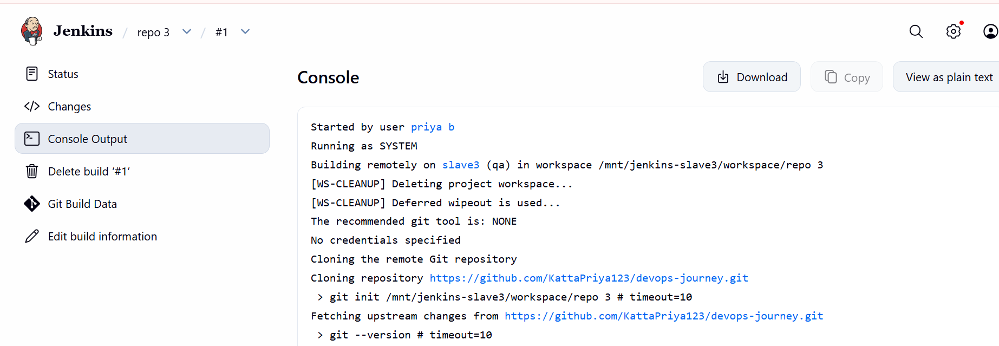 Jenkins / repo 3 / #1
Status
Changes
Console Output
Delete build ‘#1’
Git Build Data
Edit build information
Console
Download
Copy
View as plain text
Started by user priya b
Running as SYSTEM
Building remotely on slave3 (qa) in workspace /mnt/jenkins-slave3/workspace/repo 3
[WS-CLEANUP] Deleting project workspace...
[WS-CLEANUP] Deferred wipeout is used...
The recommended git tool is: NONE
No credentials specified
Cloning the remote Git repository
Cloning repository https://github.com/KattaPriya123/devops-journey.git
 > git init /mnt/jenkins-slave3/workspace/repo 3 # timeout=10
Fetching upstream changes from https://github.com/KattaPriya123/devops-journey.git
 > git --version # timeout=10